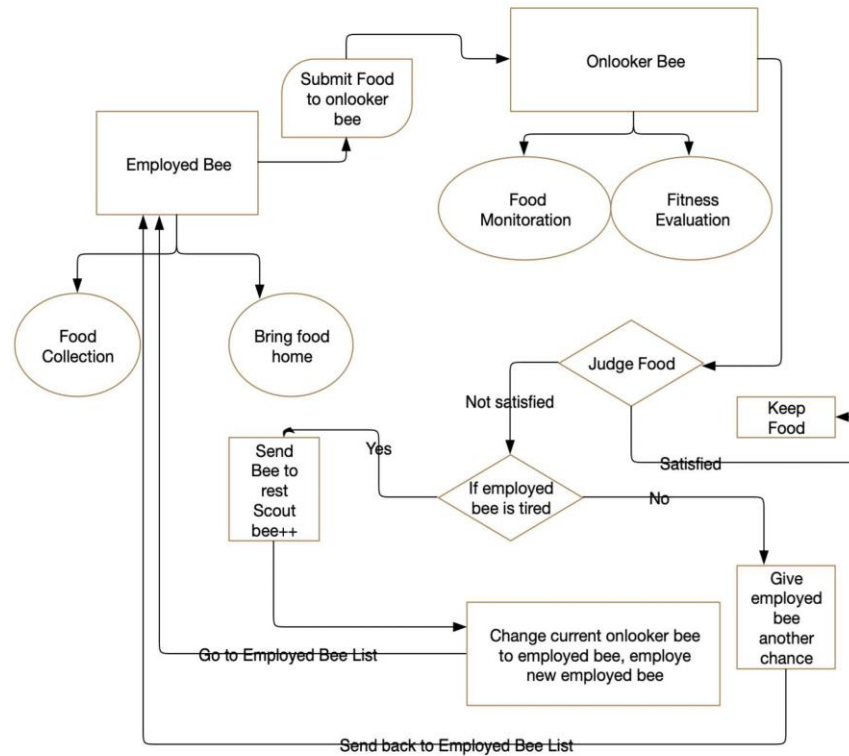 Submit Food
to onlooker
bee
Onlooker Bee
Employed Bee
Food
Monitoration
Fitness
Evaluation
Food
Collection
Bring food
home
Judge Food
Keep
Food
Not satisfied
Satisfied
Yes
Send
Bee to
rest
Scout
bee++
If employed
bee is tired
No
Give
employed
bee
another
chance
Change current onlooker bee
to employed bee, employe
new employed bee
Go to Employed Bee List
Send back to Employed Bee List